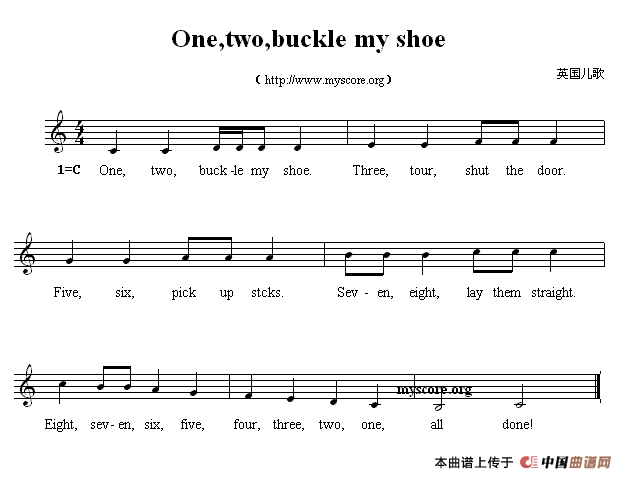 One,two,buckle my shoe
( http://www.myscore.org )
英国儿歌
4
4
1=C One, two, buck-le my shoe. Three, tour, shut the door.
Five, six, pick up stcks. Sev - en, eight, lay them straight.
myscore.org
Eight, sev-en, six, five, four, three, two, one, all done!
本曲谱上传于 中国曲谱网